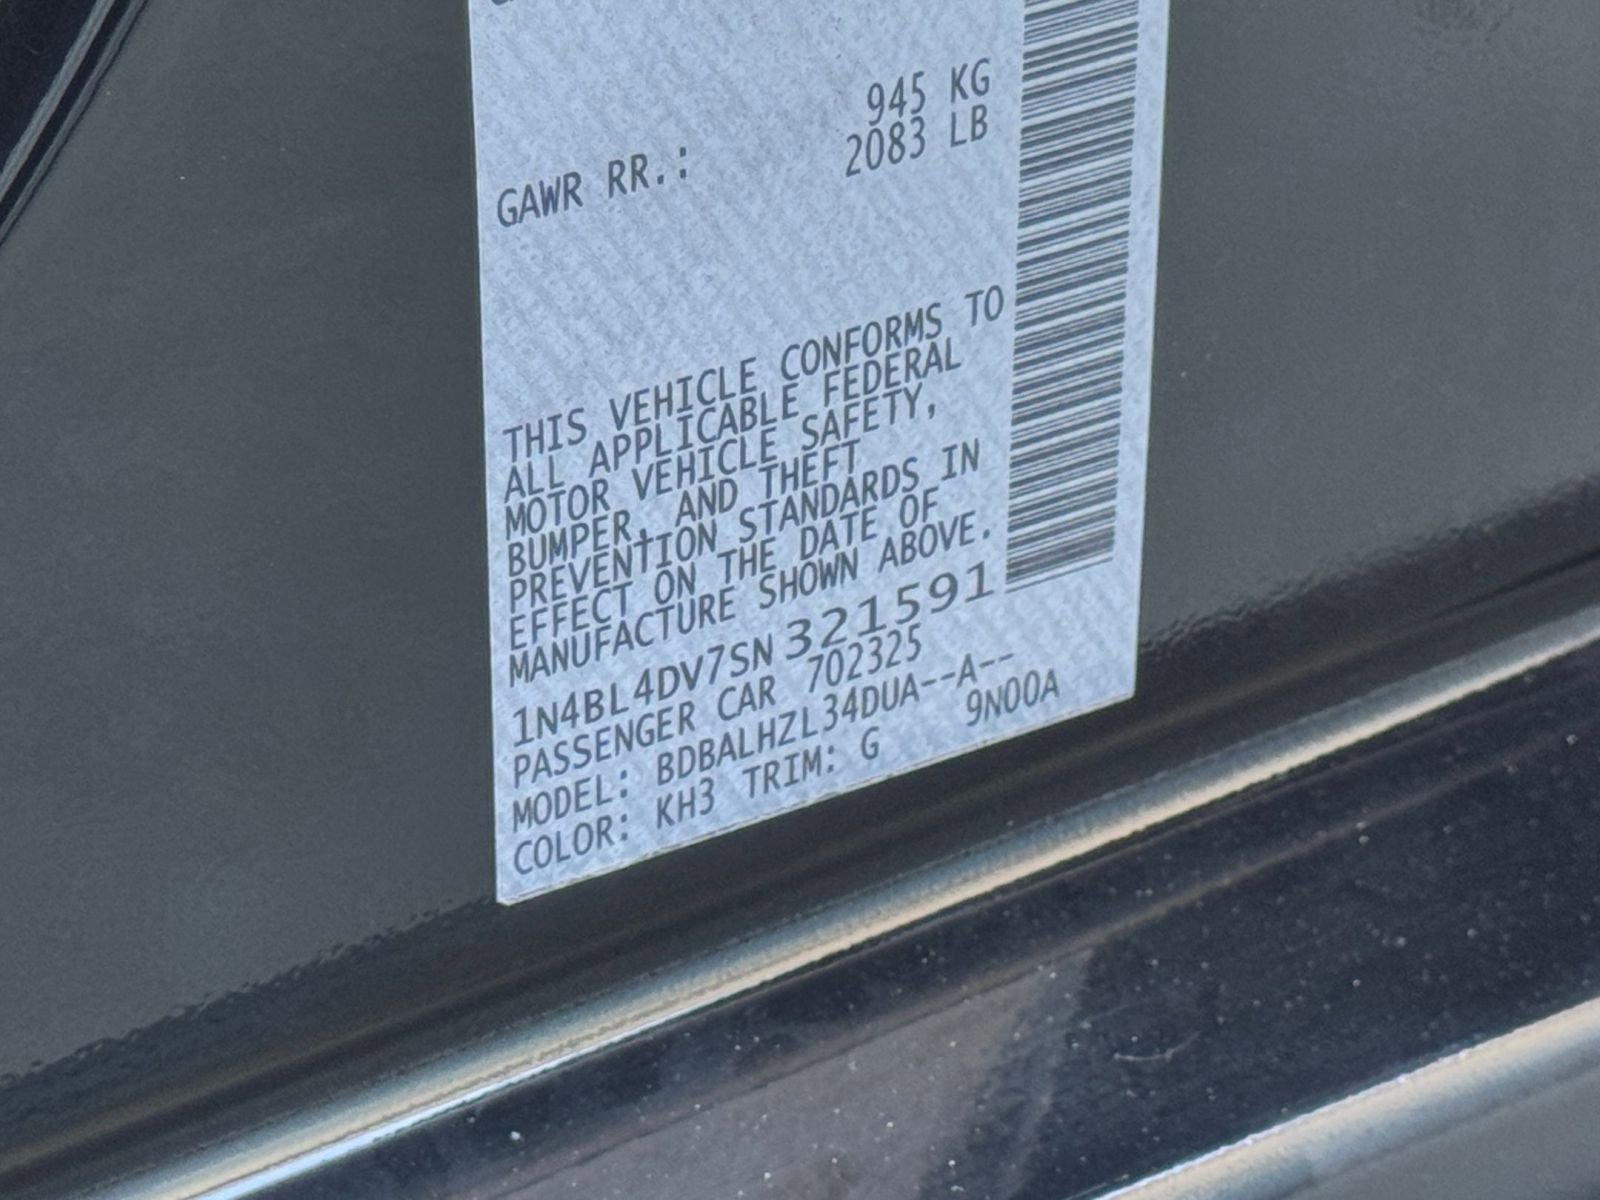 945 KG
GAWR RR.: 2083 LB
THIS VEHICLE CONFORMS TO
ALL APPLICABLE FEDERAL
MOTOR VEHICLE SAFETY,
BUMPER, AND THEFT
PREVENTION STANDARDS IN
EFFECT ON THE DATE OF
MANUFACTURE SHOWN ABOVE.
1N4BL4DV7SN321591
PASSENGER CAR 702325
MODEL: BDBALHZL34DUA--A--
COLOR: KH3 TRIM: G 9N00A